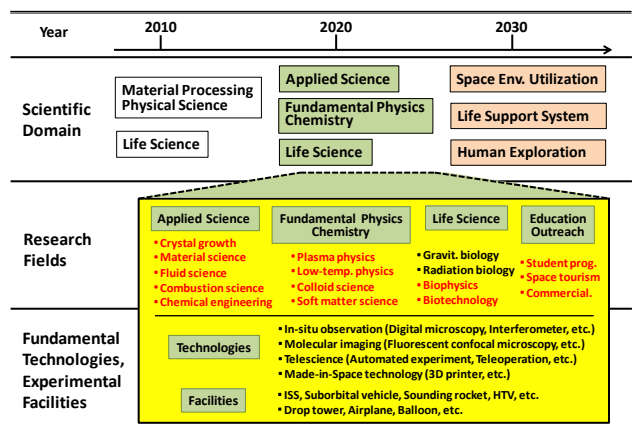 Year
2010
2020
2030
Scientific
Domain
Material Processing
Physical Science
Life Science
Applied Science
Fundamental Physics
Chemistry
Life Science
Space Env. Utilization
Life Support System
Human Exploration
Research
Fields
Applied Science
• Crystal growth
• Material science
• Fluid science
• Combustion science
• Chemical engineering
Fundamental Physics
Chemistry
• Plasma physics
• Low-temp. physics
• Colloid science
• Soft matter science
Life Science
• Gravit. biology
• Radiation biology
• Biophysics
• Biotechnology
Education
Outreach
• Student prog.
• Space tourism
• Commercial.
Fundamental
Technologies,
Experimental
Facilities
Technologies
• In-situ observation (Digital microscopy, Interferometer, etc.)
• Molecular imaging (Fluorescent confocal microscopy, etc.)
• Telescience (Automated experiment, Teleoperation, etc.)
• Made-in-Space technology (3D printer, etc.)
Facilities
• ISS, Suborbital vehicle, Sounding rocket, HTV, etc.
• Drop tower, Airplane, Balloon, etc.